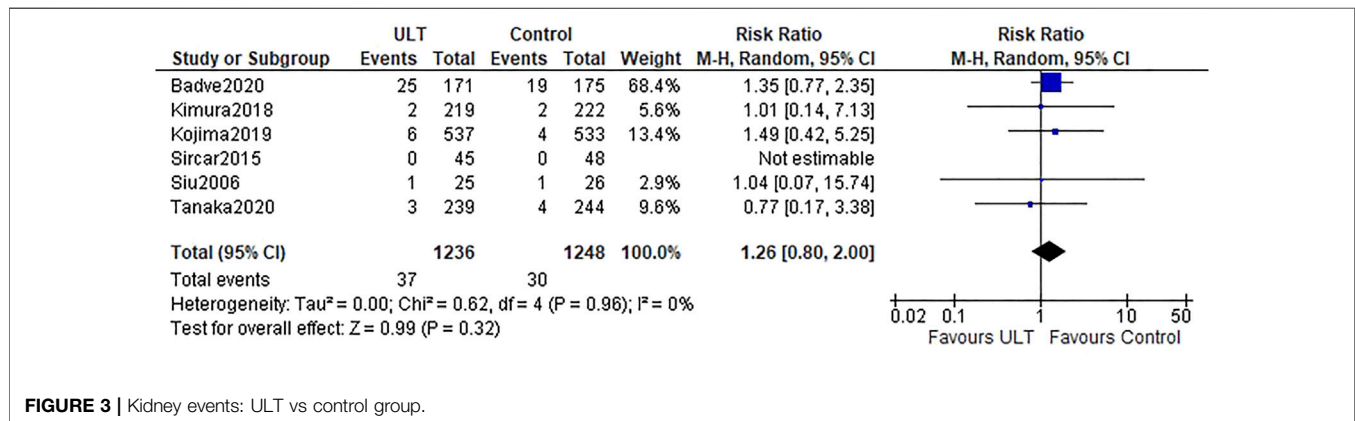 ULT Control Risk Ratio Risk Ratio
Study or Subgroup Events Total Events Total Weight M-H, Random, 95% CI M-H, Random, 95% CI
Badve2020 25 171 19 175 68.4% 1.35 [0.77, 2.35]
Kimura2018 2 219 2 222 5.6% 1.01 [0.14, 7.13]
Kojima2019 6 537 4 533 13.4% 1.49 [0.42, 5.25]
Sircar2015 0 45 0 48 Not estimable
Siu2006 1 25 1 26 2.9% 1.04 [0.07, 15.74]
Tanaka2020 3 239 4 244 9.6% 0.77 [0.17, 3.38]
Total (95% CI) 1236 1248 100.0% 1.26 [0.80, 2.00]
Total events 37 30
Heterogeneity: Tau² = 0.00; Chi² = 0.62, df = 4 (P = 0.96); I² = 0%
Test for overall effect: Z = 0.99 (P = 0.32)
0.02 0.1 1 10 50
Favours ULT Favours Control
FIGURE 3 | Kidney events: ULT vs control group.